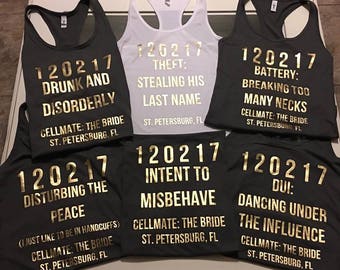 120217
DRUNK AND
DISORDERLY
CELLMATE: THE BRIDE
ST. PETERSBURG, FL
120217
THEFT:
STEALING HIS
LAST NAME
ST. PETERSBURG, FL
120217
BATTERY:
BREAKING TOO
MANY NECKS
CELLMATE: THE BRIDE
ST. PETERSBURG, FL
120217
DISTURBING THE
PEACE
(I JUST LIKE TO BE IN HANDCUFFS)
CELLMATE: THE BRIDE
ST. PETERSBURG, FL
120217
INTENT TO
MISBEHAVE
CELLMATE: THE BRIDE
ST. PETERSBURG, FL
120217
DUI:
DANCING UNDER
THE INFLUENCE
CELLMATE: THE BRIDE
ST. PETERSBURG, FL